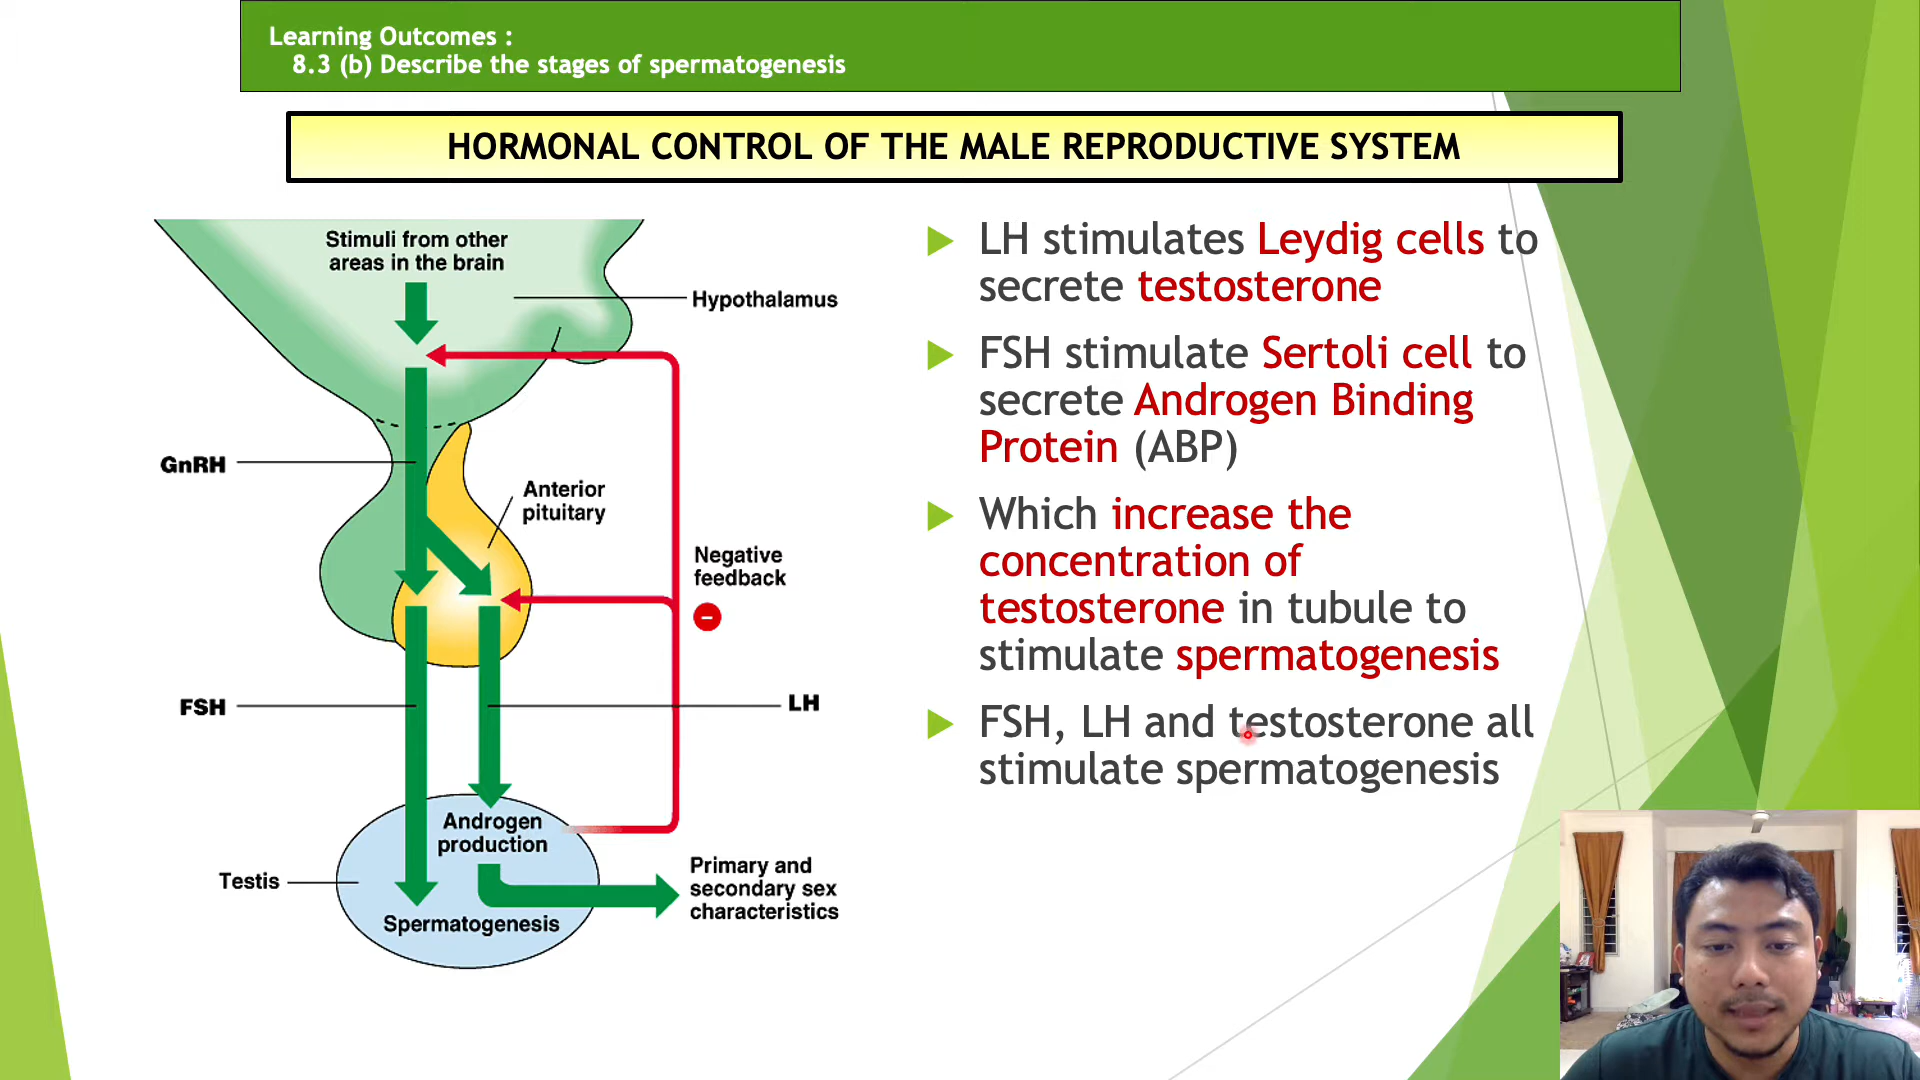 Learning Outcomes :
8.3 (b) Describe the stages of spermatogenesis
HORMONAL CONTROL OF THE MALE REPRODUCTIVE SYSTEM
Stimuli from other
areas in the brain
Hypothalamus
GnRH
Anterior
pituitary
Negative
feedback
–
FSH
LH
Androgen
production
Testis
Primary and
secondary sex
characteristics
Spermatogenesis
LH stimulates Leydig cells to
secrete testosterone
FSH stimulate Sertoli cell to
secrete Androgen Binding
Protein (ABP)
Which increase the
concentration of
testosterone in tubule to
stimulate spermatogenesis
FSH, LH and testosterone all
stimulate spermatogenesis